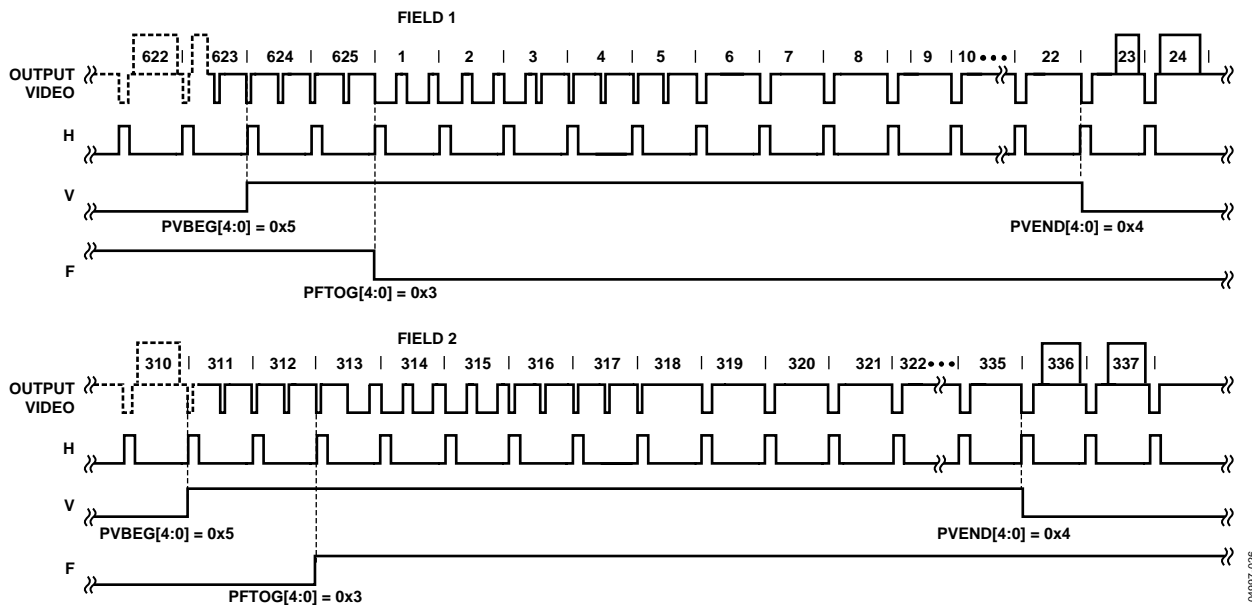 FIELD 1
622 623 624 625 1 2 3 4 5 6 7 8 9 10 ••• 22 23 24
OUTPUT
VIDEO
H
V
PVBEG[4:0] = 0x5
PVEND[4:0] = 0x4
F
PFTOG[4:0] = 0x3
FIELD 2
310 311 312 313 314 315 316 317 318 319 320 321 322 ••• 335 336 337
OUTPUT
VIDEO
H
V
PVBEG[4:0] = 0x5
PVEND[4:0] = 0x4
F
PFTOG[4:0] = 0x3
04997-026